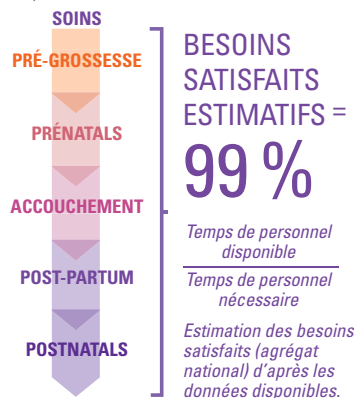 SOINS
PRÉ-GROSSESSE
PRÉNATALS
ACCOUCHEMENT
POST-PARTUM
POSTNATALS
BESOINS
SATISFAITS
ESTIMATIFS =
99 %
Temps de personnel
disponible
Temps de personnel
nécessaire
Estimation des besoins
satisfaits (agrégat
national) d’après les
données disponibles.